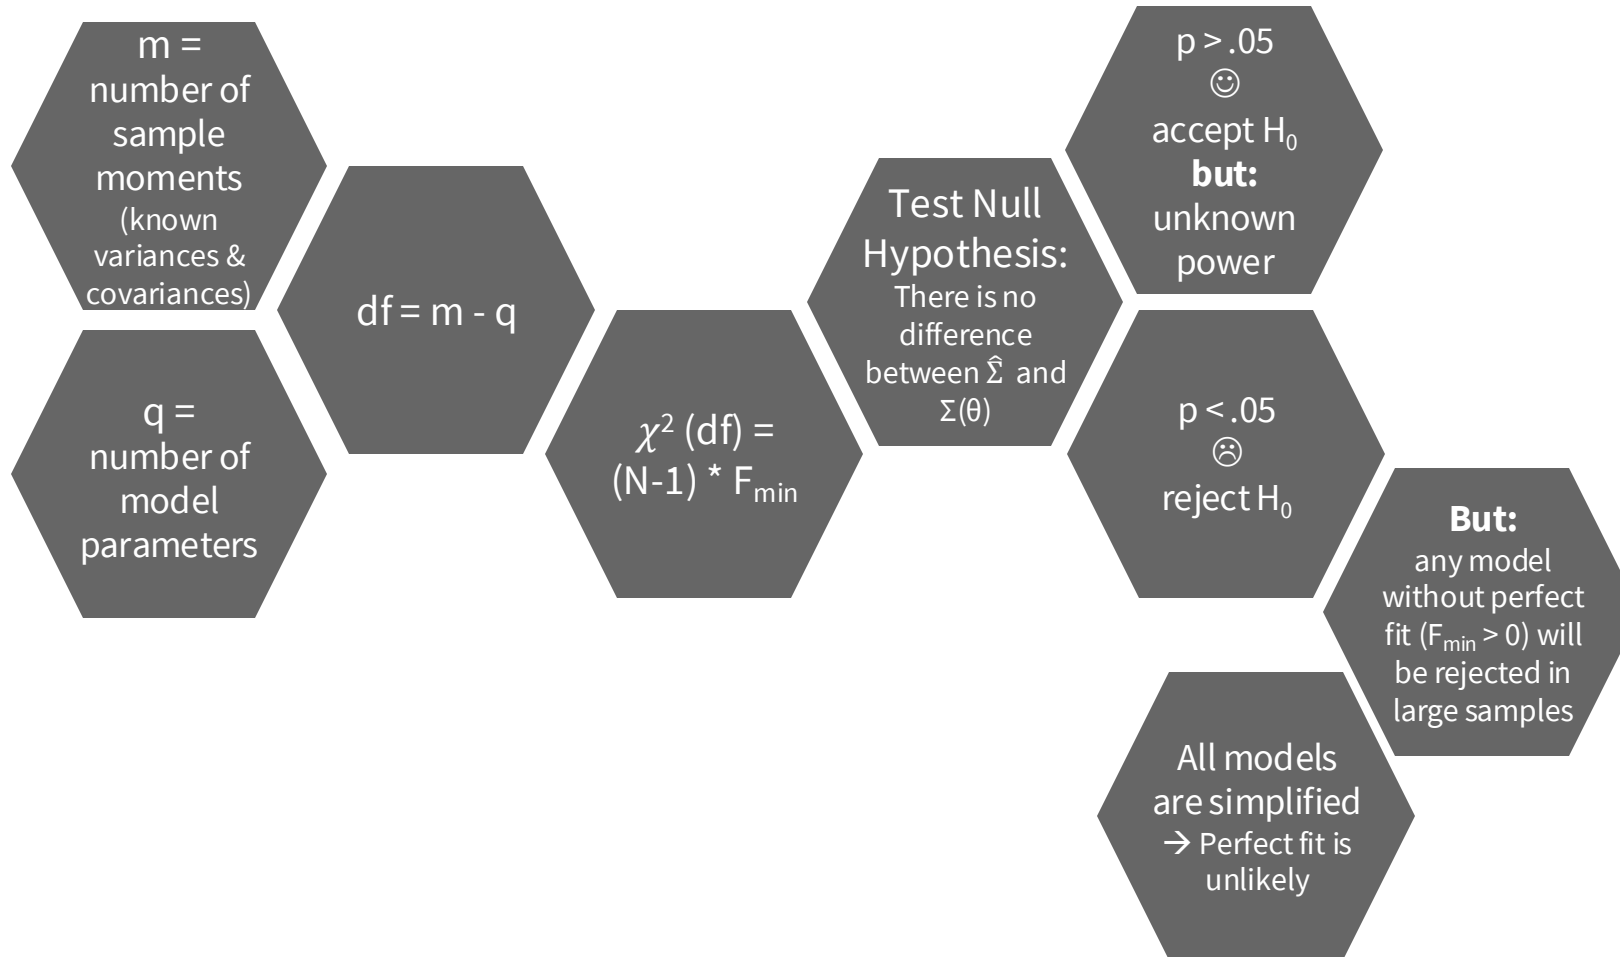 m =
number of
sample
moments
(known
variances &
covariances)
q =
number of
model
parameters
df = m - q
χ² (df) =
(N-1) * Fmin
Test Null
Hypothesis:
There is no
difference
between Σ̂ and
Σ(θ)
p > .05
☺
accept H₀
but:
unknown
power
p < .05
☹
reject H₀
But:
any model
without perfect
fit (Fmin > 0) will
be rejected in
large samples
All models
are simplified
→ Perfect fit is
unlikely